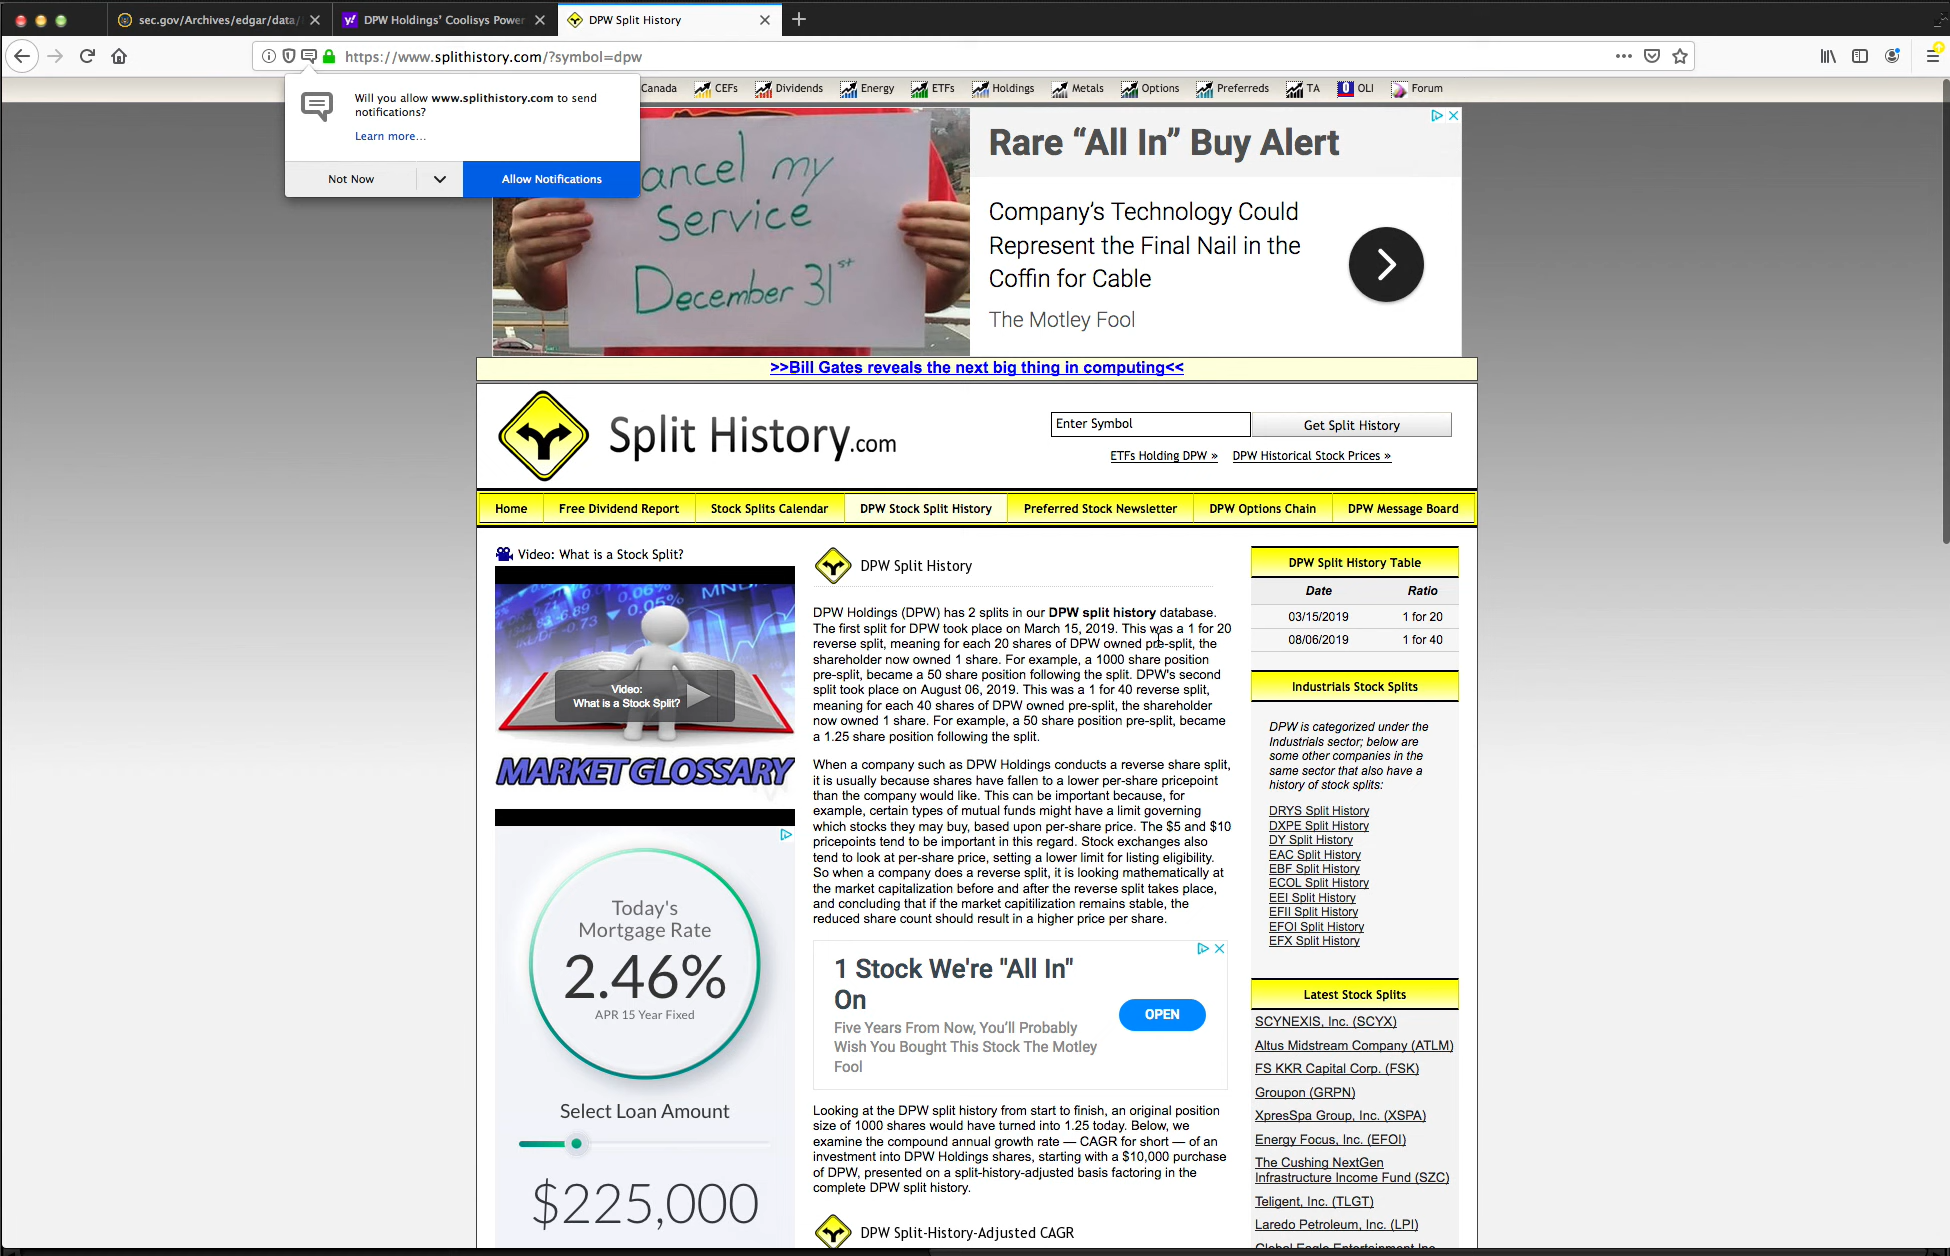 sec.gov/Archives/edgar/data/
DPW Holdings' Coolisys Power
DPW Split History
https://www.splithistory.com/?symbol=dpw
Will you allow www.splithistory.com to send
notifications?
Learn more...
Not Now
Allow Notifications
Canada
CEFs
Dividends
Energy
ETFs
Holdings
Metals
Options
Preferreds
TA
OLI
Forum
ancel my
Service
December 31st
Rare “All In” Buy Alert
Company's Technology Could
Represent the Final Nail in the
Coffin for Cable
The Motley Fool
>>Bill Gates reveals the next big thing in computing<<
Split History.com
Enter Symbol
Get Split History
ETFs Holding DPW »
DPW Historical Stock Prices »
Home
Free Dividend Report
Stock Splits Calendar
DPW Stock Split History
Preferred Stock Newsletter
DPW Options Chain
DPW Message Board
Video: What is a Stock Split?
Video:
What is a Stock Split?
MARKET GLOSSARY
Today's
Mortgage Rate
2.46%
APR 15 Year Fixed
Select Loan Amount
$225,000
DPW Split History
DPW Holdings (DPW) has 2 splits in our DPW split history database.
The first split for DPW took place on March 15, 2019. This was a 1 for 20
reverse split, meaning for each 20 shares of DPW owned pre-split, the
shareholder now owned 1 share. For example, a 1000 share position
pre-split, became a 50 share position following the split. DPW's second
split took place on August 06, 2019. This was a 1 for 40 reverse split,
meaning for each 40 shares of DPW owned pre-split, the shareholder
now owned 1 share. For example, a 50 share position pre-split, became
a 1.25 share position following the split.
When a company such as DPW Holdings conducts a reverse share split,
it is usually because shares have fallen to a lower per-share pricepoint
than the company would like. This can be important because, for
example, certain types of mutual funds might have a limit governing
which stocks they may buy, based upon per-share price. The $5 and $10
pricepoints tend to be important in this regard. Stock exchanges also
tend to look at per-share price, setting a lower limit for listing eligibility.
So when a company does a reverse split, it is looking mathematically at
the market capitalization before and after the reverse split takes place,
and concluding that if the market capitilization remains stable, the
reduced share count should result in a higher price per share.
1 Stock We're "All In"
On
Five Years From Now, You'll Probably
Wish You Bought This Stock The Motley
Fool
OPEN
Looking at the DPW split history from start to finish, an original position
size of 1000 shares would have turned into 1.25 today. Below, we
examine the compound annual growth rate — CAGR for short — of an
investment into DPW Holdings shares, starting with a $10,000 purchase
of DPW, presented on a split-history-adjusted basis factoring in the
complete DPW split history.
DPW Split-History-Adjusted CAGR
DPW Split History Table
Date Ratio
03/15/2019 1 for 20
08/06/2019 1 for 40
Industrials Stock Splits
DPW is categorized under the
Industrials sector; below are
some other companies in the
same sector that also have a
history of stock splits:
DRYS Split History
DXPE Split History
DY Split History
EAC Split History
EBF Split History
ECOL Split History
EEI Split History
EFII Split History
EFOI Split History
EFX Split History
Latest Stock Splits
SCYNEXIS, Inc. (SCYX)
Altus Midstream Company (ATLM)
FS KKR Capital Corp. (FSK)
Groupon (GRPN)
XpresSpa Group, Inc. (XSPA)
Energy Focus, Inc. (EFOI)
The Cushing NextGen
Infrastructure Income Fund (SZC)
Teligent, Inc. (TLGT)
Laredo Petroleum, Inc. (LPI)
Global Eagle Entertainment Inc.